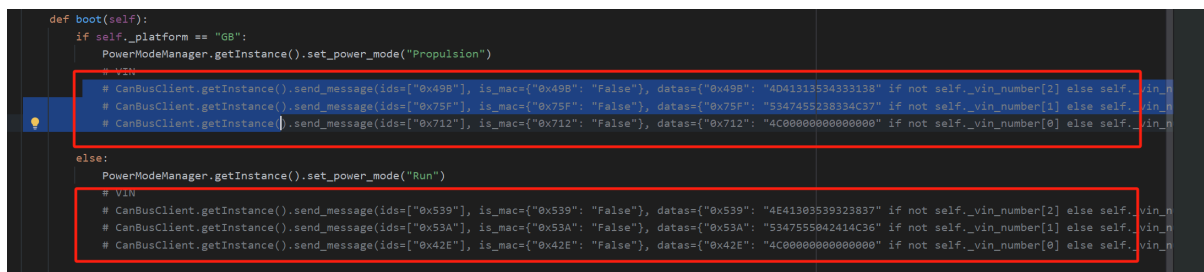 def boot(self):
if self._platform == "GB":
PowerModeManager.getInstance().set_power_mode("Propulsion")
# VIN
# CanBusClient.getInstance().send_message(ids=["0x49B"], is_mac={"0x49B": "False"}, datas={"0x49B": "4D41313534333138" if not self._vin_number[2] else self._vin_n
# CanBusClient.getInstance().send_message(ids=["0x75F"], is_mac={"0x75F": "False"}, datas={"0x75F": "5347455238334C37" if not self._vin_number[1] else self._vin_n
# CanBusClient.getInstance().send_message(ids=["0x712"], is_mac={"0x712": "False"}, datas={"0x712": "4C00000000000000" if not self._vin_number[0] else self._vin_n
else:
PowerModeManager.getInstance().set_power_mode("Run")
# VIN
# CanBusClient.getInstance().send_message(ids=["0x539"], is_mac={"0x539": "False"}, datas={"0x539": "4E41303539323837" if not self._vin_number[2] else self._vin_n
# CanBusClient.getInstance().send_message(ids=["0x53A"], is_mac={"0x53A": "False"}, datas={"0x53A": "5347555042414C36" if not self._vin_number[1] else self._vin_n
# CanBusClient.getInstance().send_message(ids=["0x42E"], is_mac={"0x42E": "False"}, datas={"0x42E": "4C00000000000000" if not self._vin_number[0] else self._vin_n